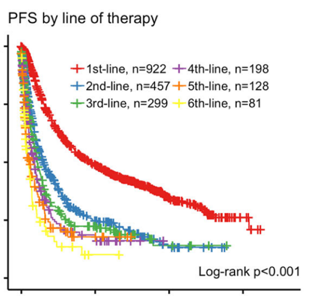 PFS by line of therapy
1st-line, n=922 4th-line, n=198
2nd-line, n=457 5th-line, n=128
3rd-line, n=299 6th-line, n=81
Log-rank p<0.001